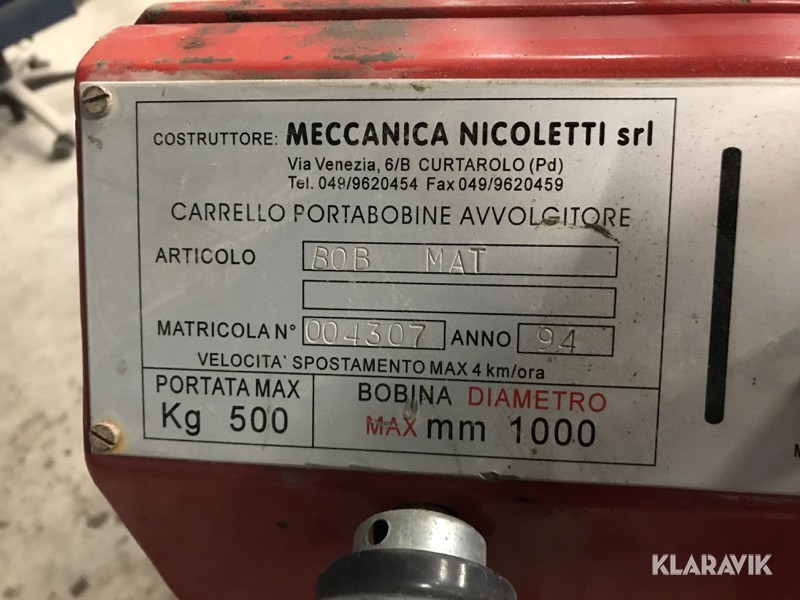 COSTRUTTORE: MECCANICA NICOLETTI srl
Via Venezia, 6/B CURTAROLO (Pd)
Tel. 049/9620454 Fax 049/9620459
CARRELLO PORTABOBINE AVVOLGITORE
ARTICOLO BOB MAT
MATRICOLA N° 004307 ANNO 94
VELOCITA' SPOSTAMENTO MAX 4 km/ora
PORTATA MAX
Kg 500
BOBINA DIAMETRO
MAX mm 1000
KLARAVIK